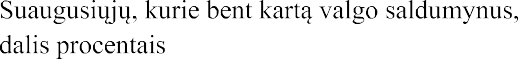 Suaugusiųjų, kurie bent kartą valgo saldumynus,
dalis procentais